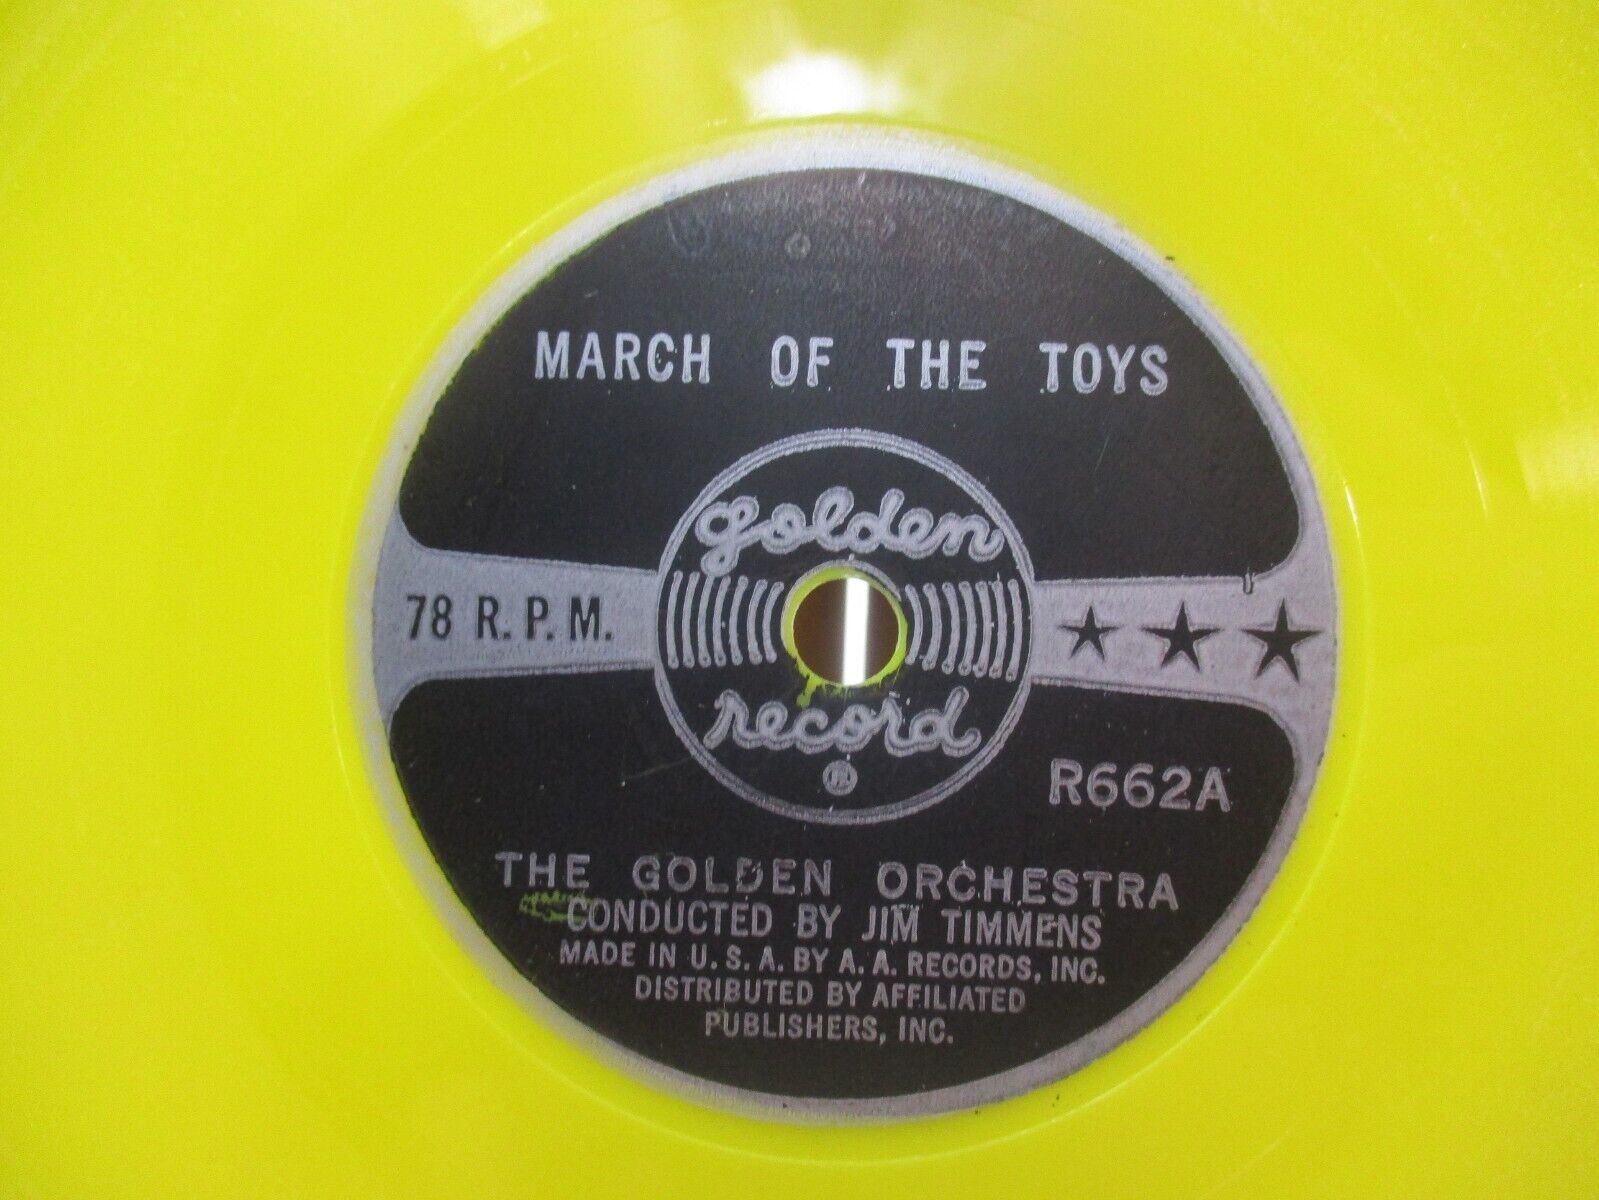 MARCH OF THE TOYS
golden
78 R. P. M.
record
®
R662A
THE GOLDEN ORCHESTRA
CONDUCTED BY JIM TIMMENS
MADE IN U. S. A. BY A. A. RECORDS, INC.
DISTRIBUTED BY AFFILIATED
PUBLISHERS, INC.